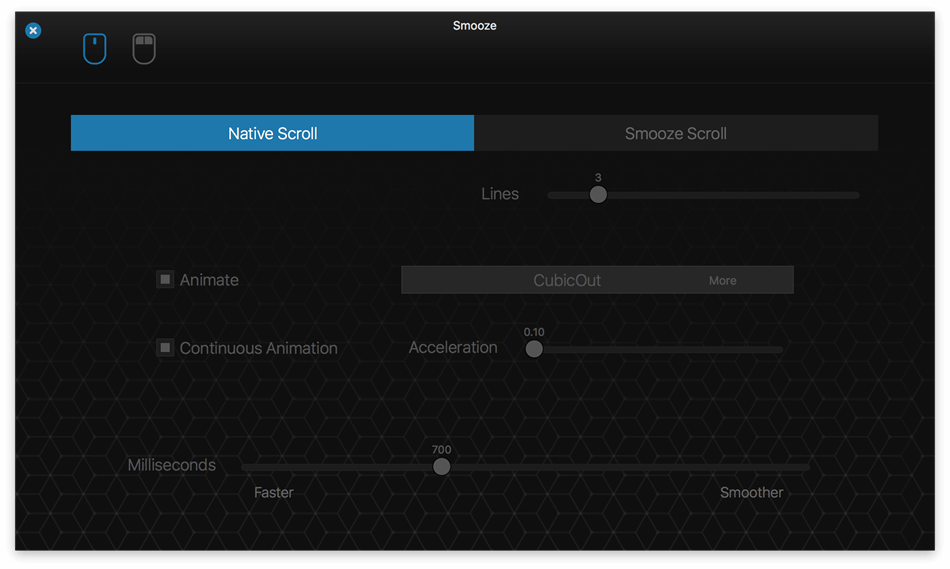 Smooze
Native Scroll
Smooze Scroll
3
Lines
Animate
CubicOut
More
0.10
Continuous Animation
Acceleration
700
Milliseconds
Faster
Smoother